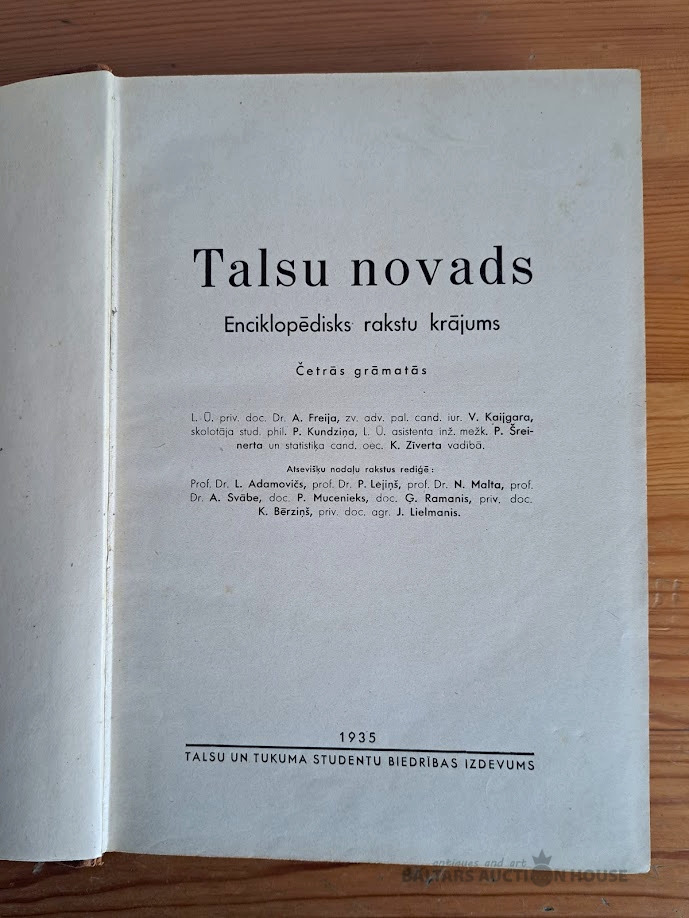 Talsu novads
Enciklopēdisks rakstu krājums
Četrās grāmatās
L. Ū. priv. doc. Dr. A. Freija, zv. adv. pal. cand. iur. V. Kaijgara,
skolotāja stud. phil. P. Kundziņa, L. Ū. asistenta inž. mežk. P. Šrei-
nerta un statistiķa cand. oec. K. Zīverta vadībā.
Atsevišķu nodaļu rakstus rediģē:
Prof. Dr. L. Adamovičs, prof. Dr. P. Lejiņš, prof. Dr. N. Malta, prof.
Dr. A. Svābe, doc. P. Mucenieks, doc. Ģ. Ramanis, priv. doc.
K. Bērziņš, priv. doc. agr. J. Lielmanis.
1935
TALSU UN TUKUMA STUDENTU BIEDRĪBAS IZDEVUMS
antiques and art
BALTARS AUCTION HOUSE